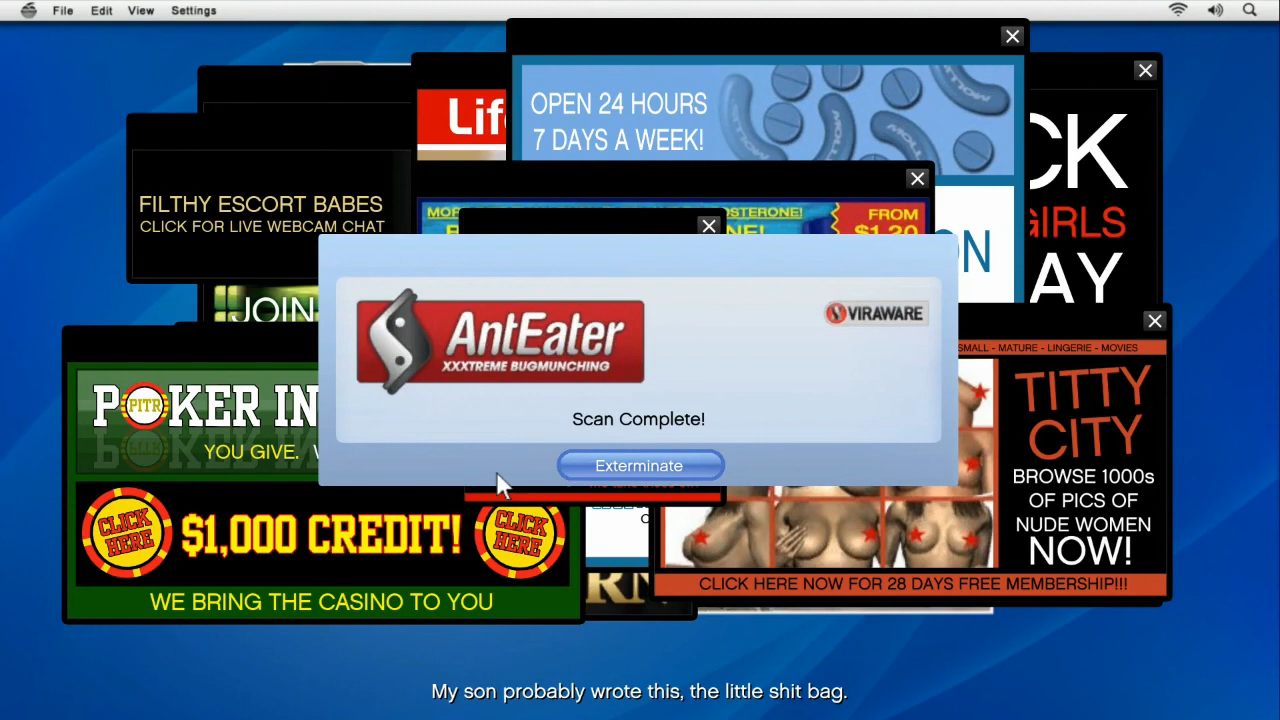 File Edit View Settings
OPEN 24 HOURS
7 DAYS A WEEK!
FILTHY ESCORT BABES
CLICK FOR LIVE WEBCAM CHAT
JOIN
FROM
$1.20
CK
GIRLS
AY
ON
AntEater
XXXTREME BUGMUNCHING
VIRAWARE
Scan Complete!
Exterminate
POKER IN
PITR
YOU GIVE.
CLICK HERE
$1,000 CREDIT!
CLICK HERE
WE BRING THE CASINO TO YOU
SMALL - MATURE - LINGERIE - MOVIES
TITTY
CITY
BROWSE 1000s
OF PICS OF
NUDE WOMEN
NOW!
CLICK HERE NOW FOR 28 DAYS FREE MEMBERSHIP!!!
My son probably wrote this, the little shit bag.